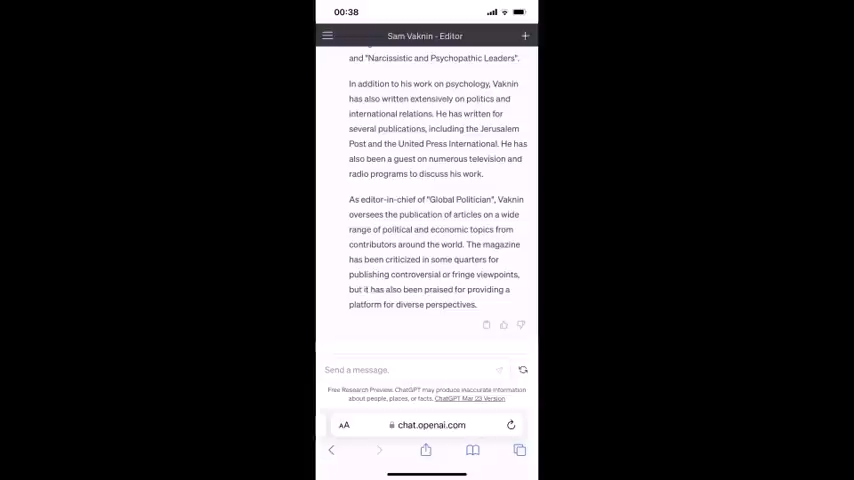 00:38
Sam Vaknin - Editor
and "Narcissistic and Psychopathic Leaders".
In addition to his work on psychology, Vaknin
has also written extensively on politics and
international relations. He has written for
several publications, including the Jerusalem
Post and the United Press International. He has
also been a guest on numerous television and
radio programs to discuss his work.
As editor-in-chief of "Global Politician", Vaknin
oversees the publication of articles on a wide
range of political and economic topics from
contributors around the world. The magazine
has been criticized in some quarters for
publishing controversial or fringe viewpoints,
but it has also been praised for providing a
platform for diverse perspectives.
Send a message.
Free Research Preview. ChatGPT may produce inaccurate information
about people, places, or facts. ChatGPT Mar 23 Version
AA chat.openai.com